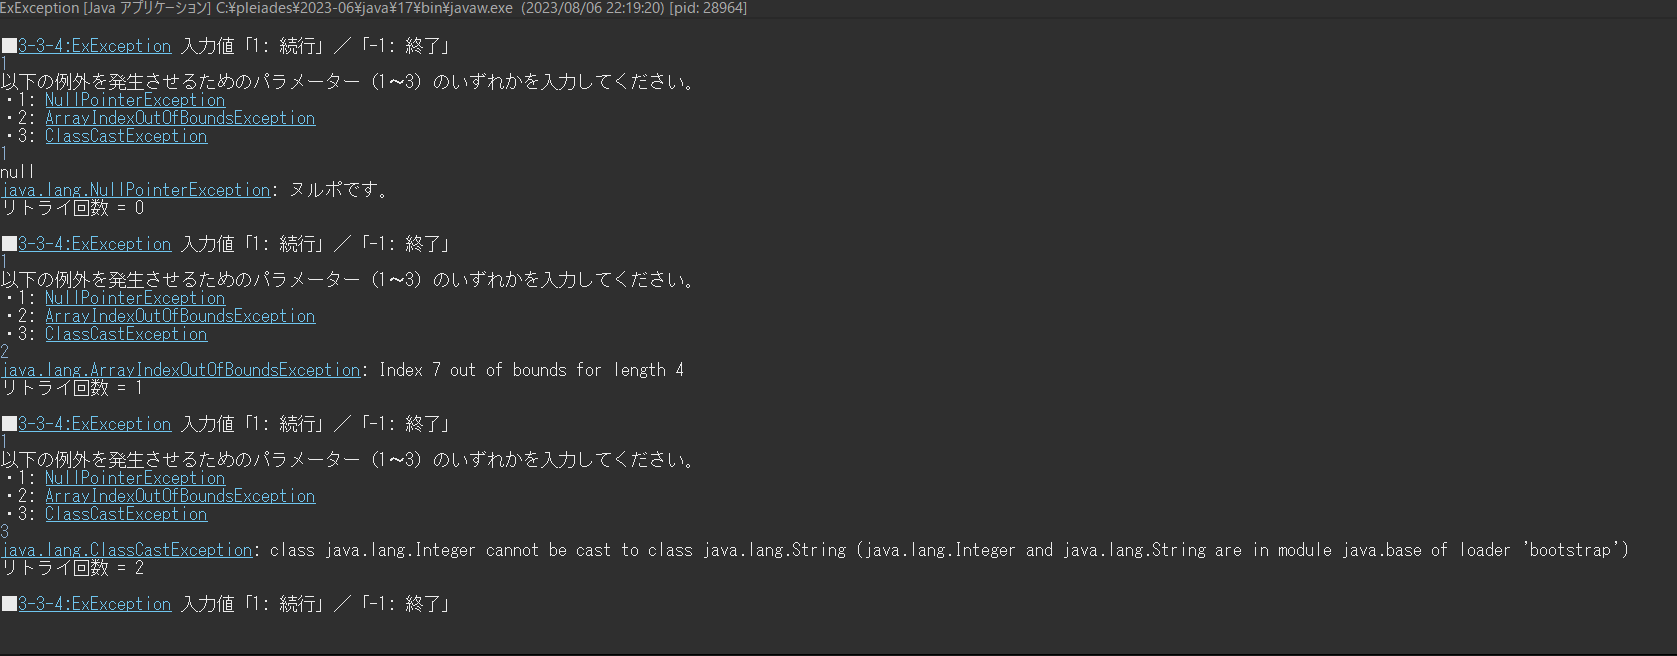 ExException [Java アプリケーション] C:¥pleiades¥2023-06¥java¥17¥bin¥javaw.exe (2023/08/06 22:19:20) [pid: 28964]
■3-3-4:ExException 入力値「1: 続行」／「-1: 終了」
1
以下の例外を発生させるためのパラメーター（1～3）のいずれかを入力してください。
・1: NullPointerException
・2: ArrayIndexOutOfBoundsException
・3: ClassCastException
1
null
java.lang.NullPointerException: ヌルポです。
リトライ回数 = 0
■3-3-4:ExException 入力値「1: 続行」／「-1: 終了」
1
以下の例外を発生させるためのパラメーター（1～3）のいずれかを入力してください。
・1: NullPointerException
・2: ArrayIndexOutOfBoundsException
・3: ClassCastException
2
java.lang.ArrayIndexOutOfBoundsException: Index 7 out of bounds for length 4
リトライ回数 = 1
■3-3-4:ExException 入力値「1: 続行」／「-1: 終了」
1
以下の例外を発生させるためのパラメーター（1～3）のいずれかを入力してください。
・1: NullPointerException
・2: ArrayIndexOutOfBoundsException
・3: ClassCastException
3
java.lang.ClassCastException: class java.lang.Integer cannot be cast to class java.lang.String (java.lang.Integer and java.lang.String are in module java.base of loader 'bootstrap')
リトライ回数 = 2
■3-3-4:ExException 入力値「1: 続行」／「-1: 終了」